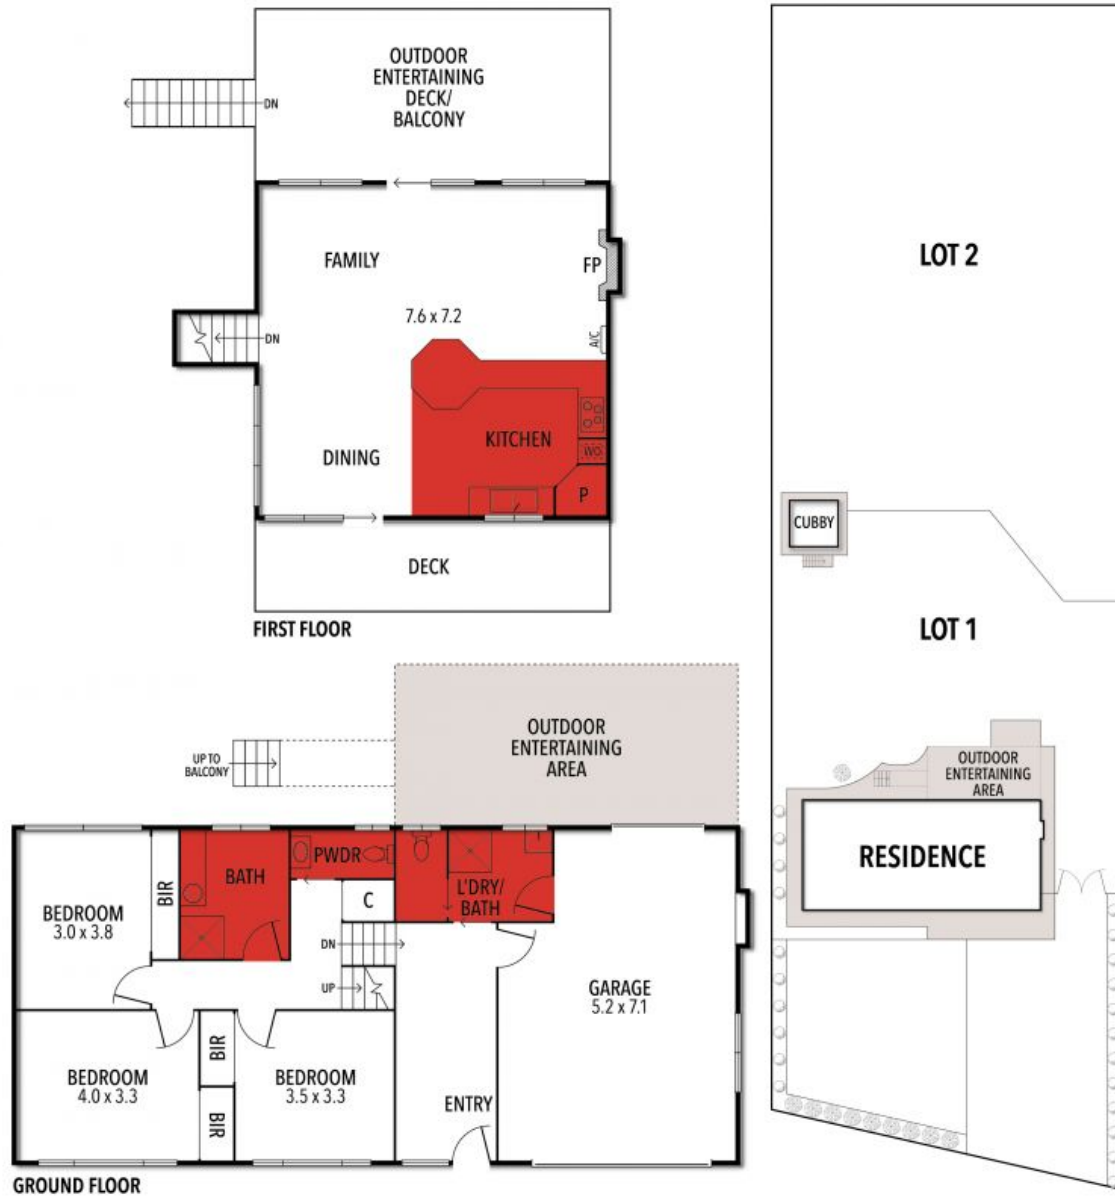 OUTDOOR
ENTERTAINING
DECK/
BALCONY
DN
FAMILY
FP
7.6 x 7.2
A/C
DN
KITCHEN
WO
DINING
P
DECK
FIRST FLOOR
OUTDOOR
ENTERTAINING
AREA
UP TO
BALCONY
BATH
PWDR
BIR
L'DRY/
BATH
C
BEDROOM
3.0 x 3.8
DN
UP
GARAGE
5.2 x 7.1
BEDROOM
4.0 x 3.3
BIR
BIR
BEDROOM
3.5 x 3.3
ENTRY
GROUND FLOOR
LOT 2
CUBBY
LOT 1
OUTDOOR
ENTERTAINING
AREA
RESIDENCE